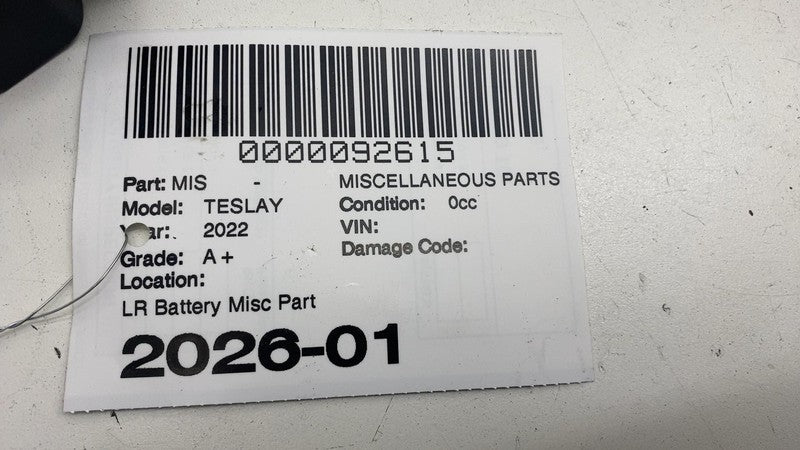 0000092615
Part: MIS - MISCELLANEOUS PARTS
Model: TESLAY Condition: 0cc
ar: 2022 VIN:
Grade: A+ Damage Code:
Location:
LR Battery Misc Part
2026-01